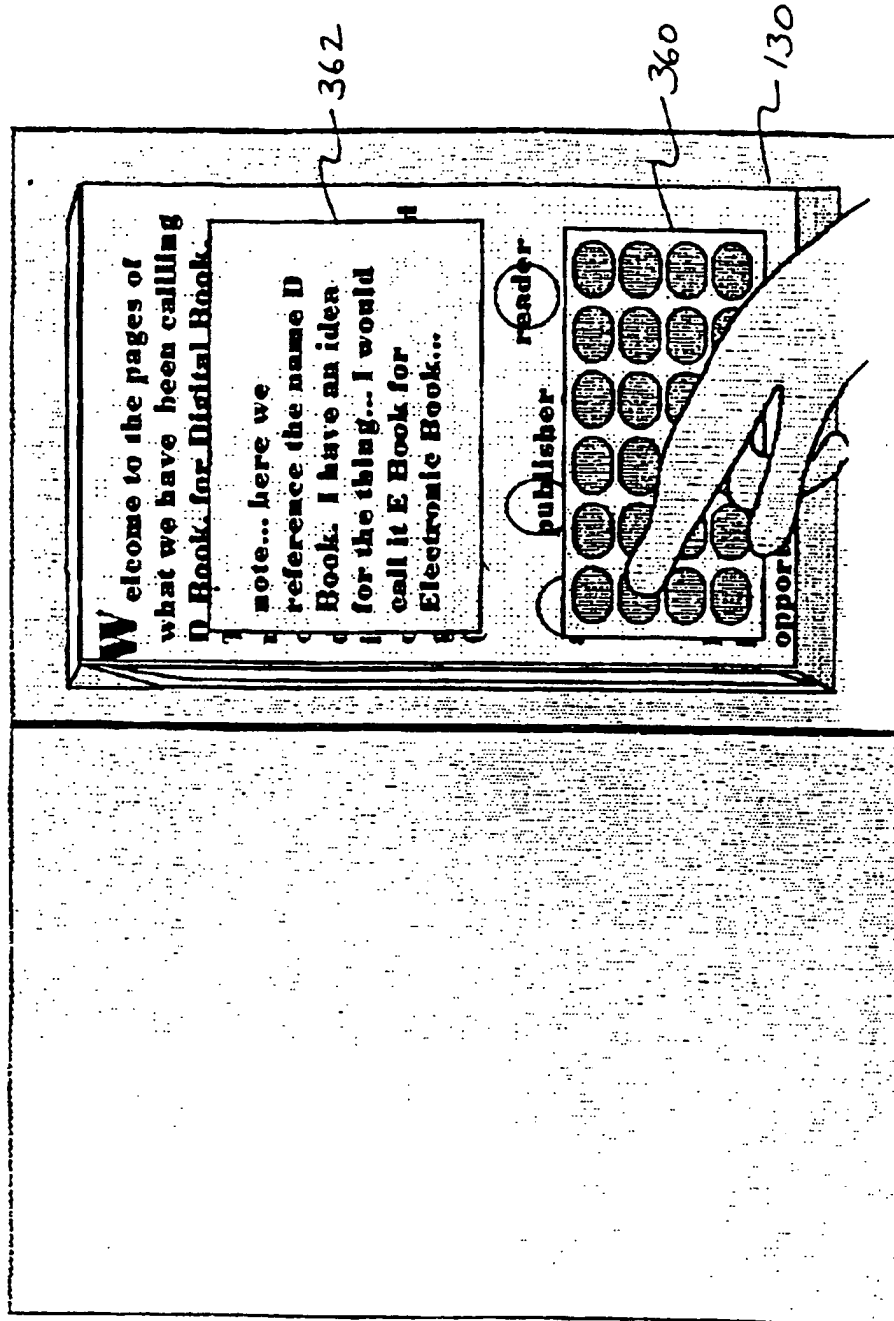 Welcome to the pages of
what we have been callling
D Book, for Digital Book.
note... here we
reference the name D
Book. I have an idea
for the thing... I would
call it E Book for
Electronic Book...
publisher reader
362
360
130